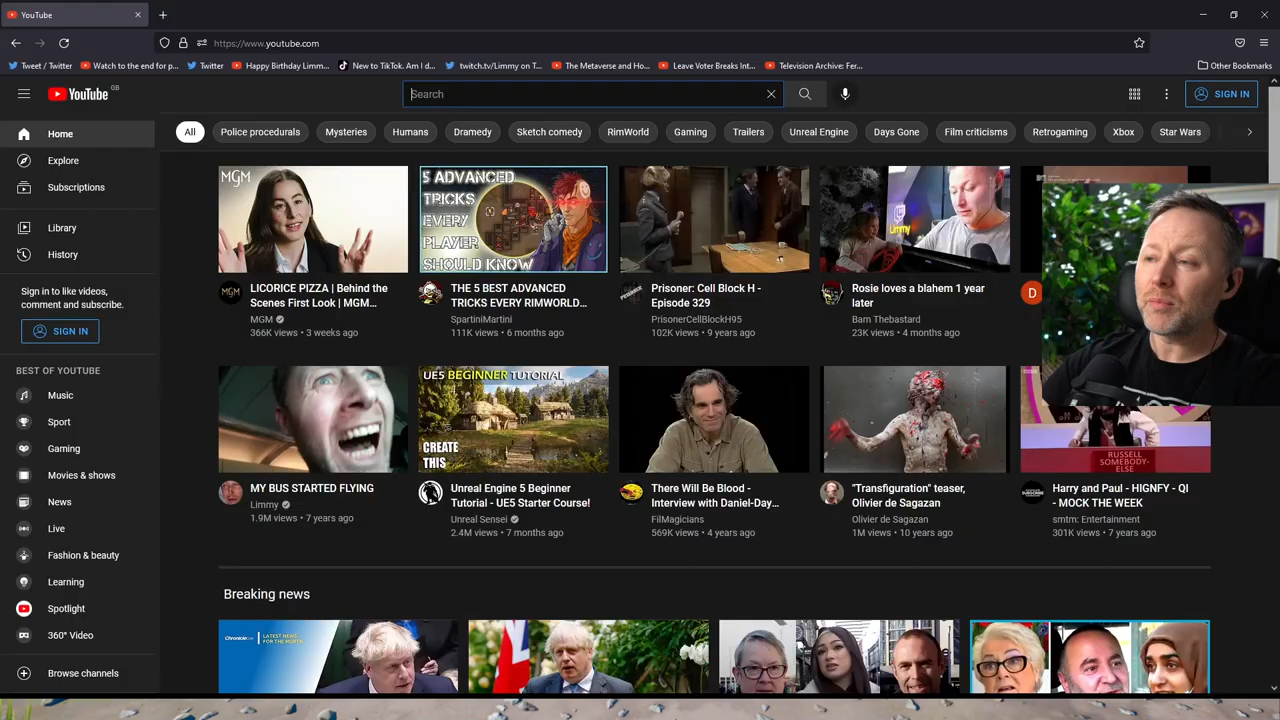 YouTube
https://www.youtube.com
Tweet / Twitter
Watch to the end for p...
Twitter
Happy Birthday Limm...
New to TikTok. Am I d...
twitch.tv/Limmy on T...
The Metaverse and Ho...
Leave Voter Breaks Int...
Television Archive: Fer...
Other Bookmarks
YouTube GB
Search
SIGN IN
Home
Explore
Subscriptions
Library
History
Sign in to like videos,
comment and subscribe.
SIGN IN
BEST OF YOUTUBE
Music
Sport
Gaming
Movies & shows
News
Live
Fashion & beauty
Learning
Spotlight
360° Video
Browse channels
All
Police procedurals
Mysteries
Humans
Dramedy
Sketch comedy
RimWorld
Gaming
Trailers
Unreal Engine
Days Gone
Film criticisms
Retrogaming
Xbox
Star Wars
MGM
LICORICE PIZZA | Behind the
Scenes First Look | MGM...
MGM
366K views • 3 weeks ago
5 ADVANCED
TRICKS
EVERY
PLAYER
SHOULD KNOW
THE 5 BEST ADVANCED
TRICKS EVERY RIMWORLD...
SpartiniMartini
111K views • 6 months ago
Prisoner: Cell Block H -
Episode 329
PrisonerCellBlockH95
102K views • 9 years ago
Limmy
Rosie loves a blahem 1 year
later
Bam Thebastard
23K views • 4 months ago
D
MY BUS STARTED FLYING
Limmy
1.9M views • 7 years ago
UE5 BEGINNER TUTORIAL
CREATE
THIS
Unreal Engine 5 Beginner
Tutorial - UE5 Starter Course!
Unreal Sensei
2.4M views • 7 months ago
There Will Be Blood -
Interview with Daniel-Day...
FilMagicians
569K views • 4 years ago
"Transfiguration" teaser,
Olivier de Sagazan
Olivier de Sagazan
1M views • 10 years ago
RUSSELL
SOMEBODY-
ELSE
Harry and Paul - HIGNFY - QI
- MOCK THE WEEK
smtm: Entertainment
301K views • 7 years ago
Breaking news
ChronicleLive
LATEST NEWS
FOR THE NORTH